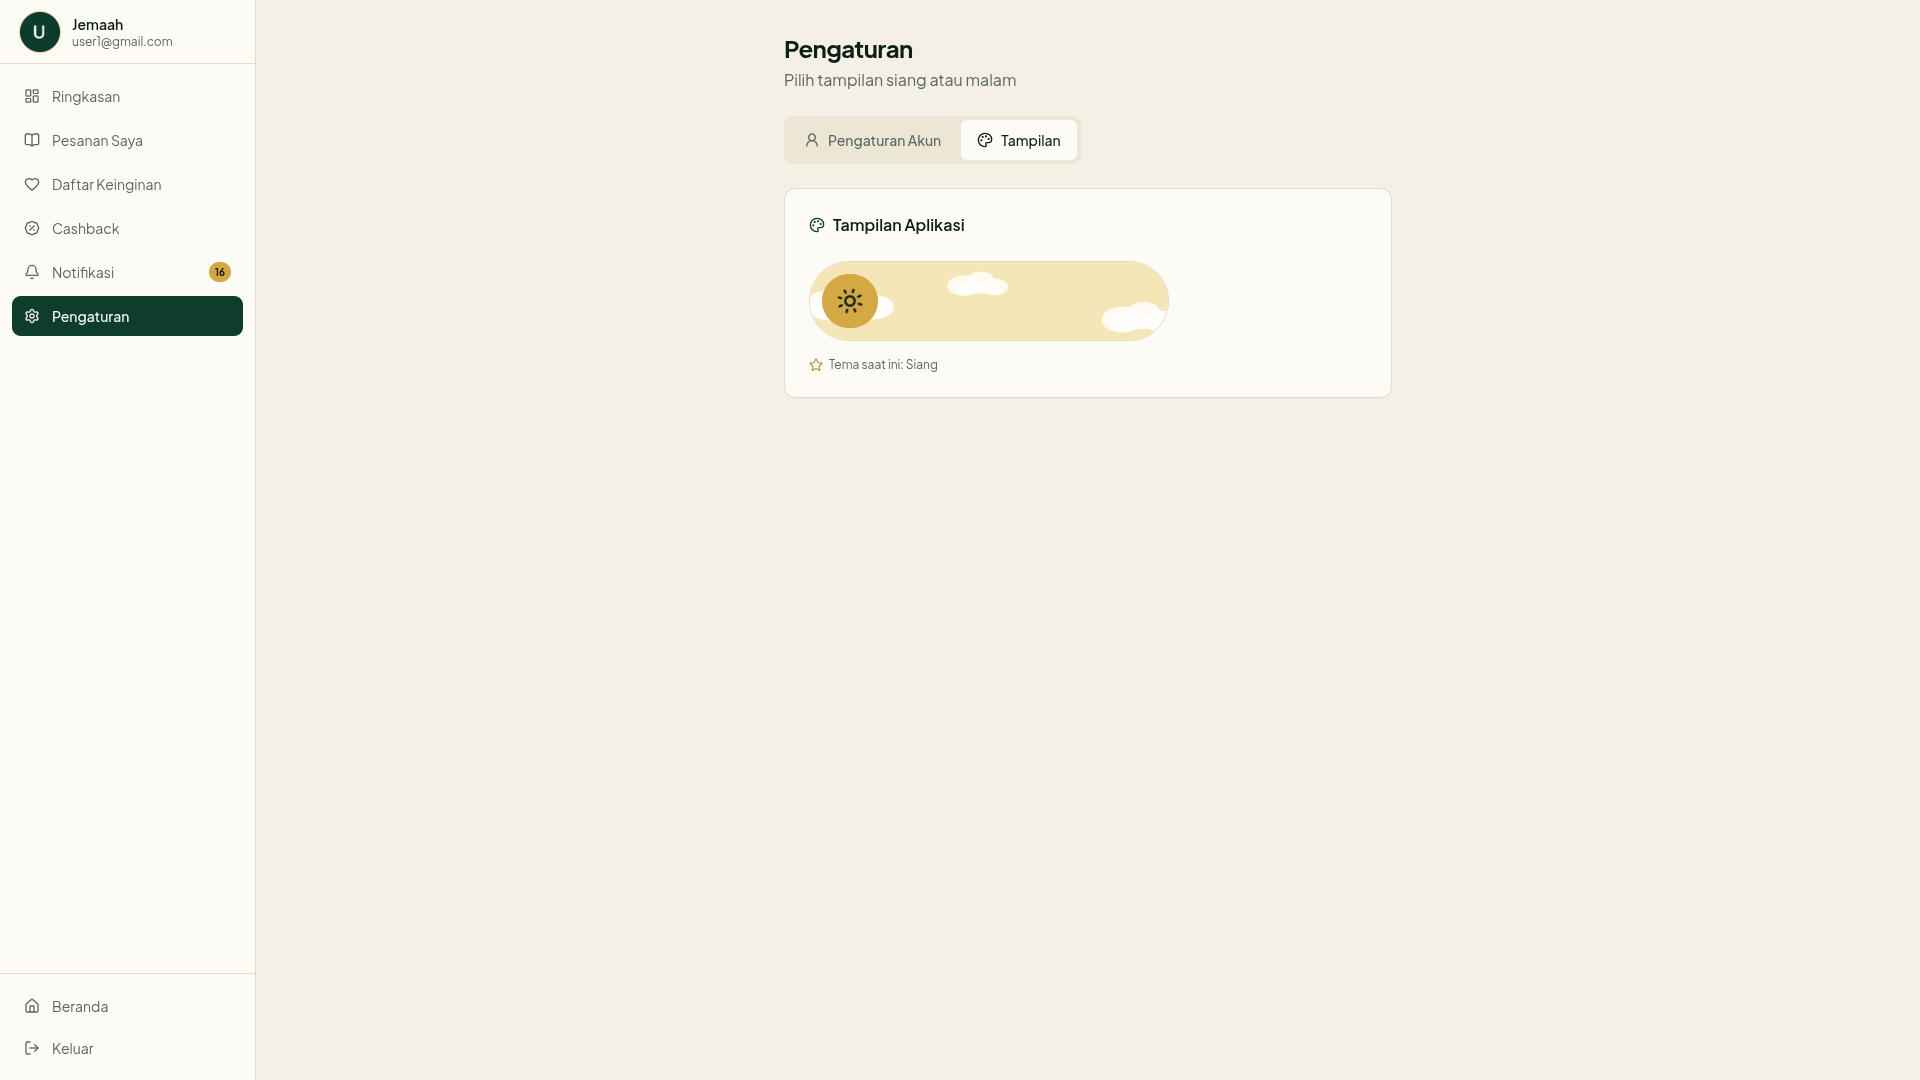 U
Jemaah
user1@gmail.com
Ringkasan
Pesanan Saya
Daftar Keinginan
Cashback
Notifikasi 16
Pengaturan
Beranda
Keluar
Pengaturan
Pilih tampilan siang atau malam
Pengaturan Akun Tampilan
Tampilan Aplikasi
Tema saat ini: Siang